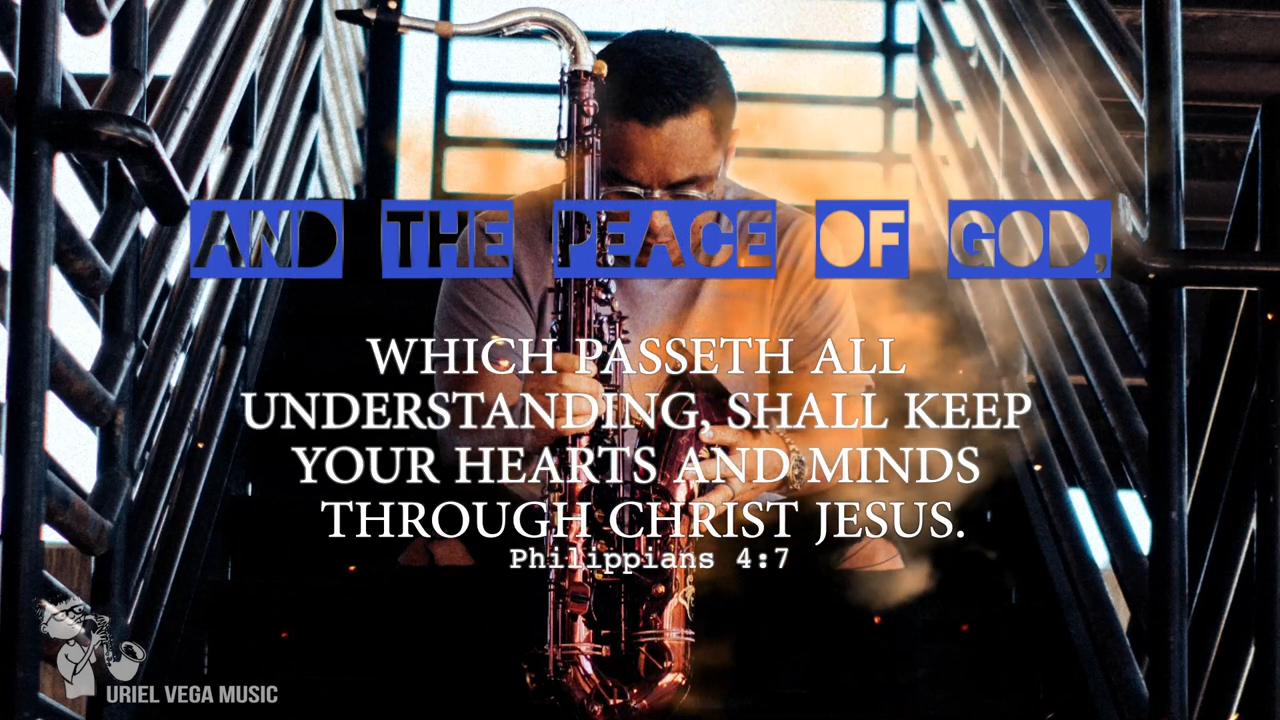 AND THE PEACE OF GOD,
WHICH PASSETH ALL
UNDERSTANDING, SHALL KEEP
YOUR HEARTS AND MINDS
THROUGH CHRIST JESUS.
Philippians 4:7
URIEL VEGA MUSIC